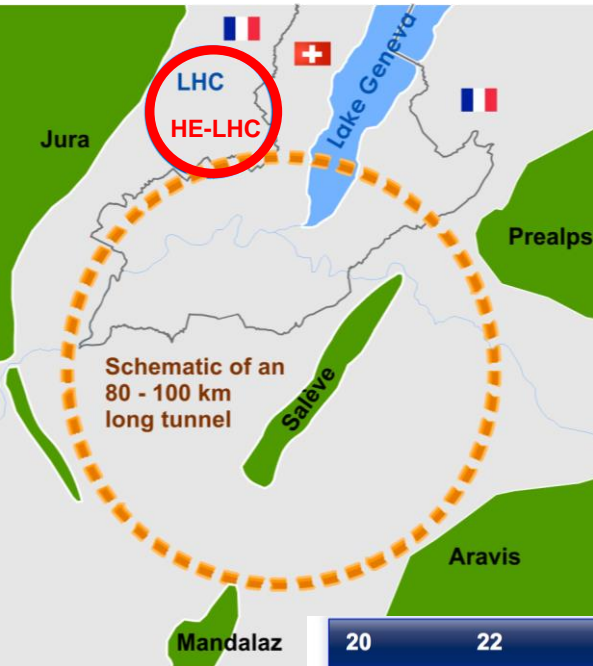 LHC
HE-LHC
Lake Geneva
Jura
Prealps
Schematic of an
80 - 100 km
long tunnel
Salève
Aravis
Mandalaz
20 22